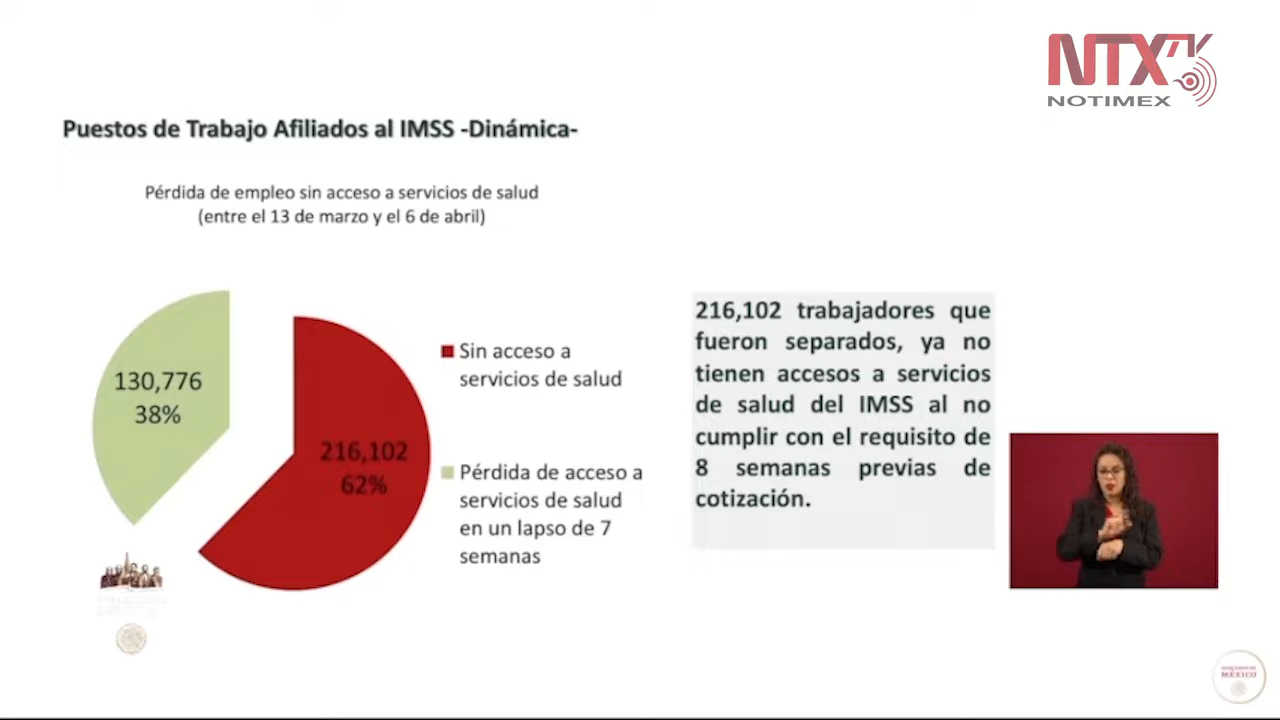 NTX
NOTIMEX
Puestos de Trabajo Afiliados al IMSS -Dinámica-
Pérdida de empleo sin acceso a servicios de salud
(entre el 13 de marzo y el 6 de abril)
130,776
38%
216,102
62%
Sin acceso a
servicios de salud
Pérdida de acceso a
servicios de salud
en un lapso de 7
semanas
216,102 trabajadores que
fueron separados, ya no
tienen accesos a servicios
de salud del IMSS al no
cumplir con el requisito de
8 semanas previas de
cotización.
GOBIERNO DE
MÉXICO